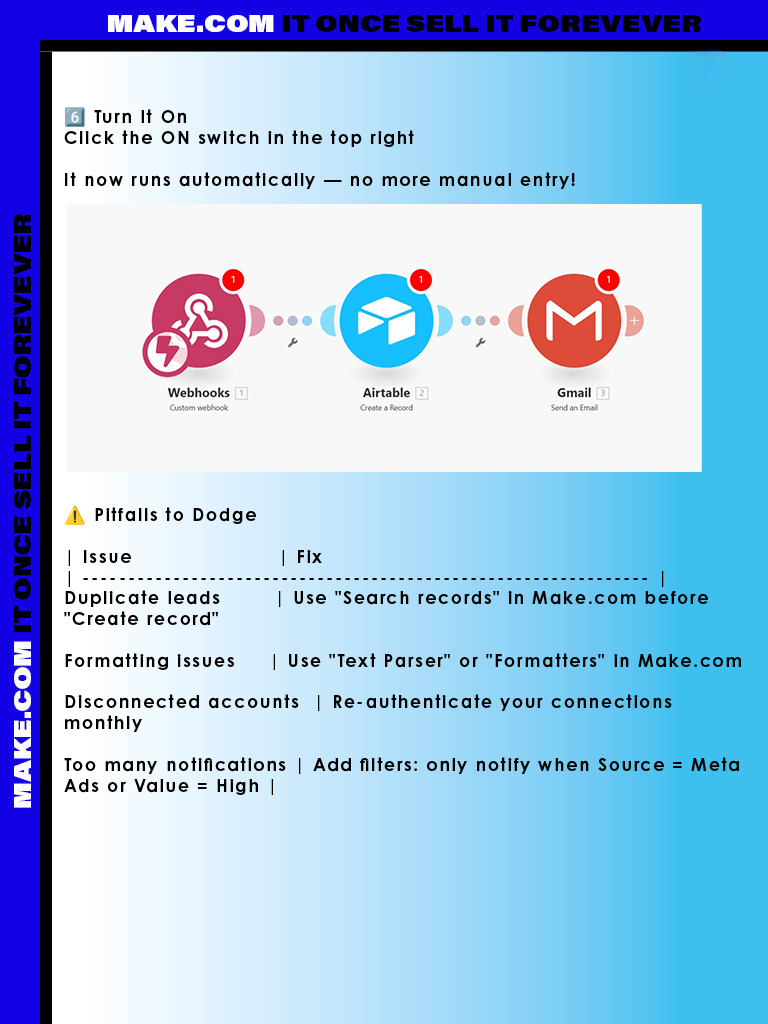 MAKE.COM IT ONCE SELL IT FOREVEVER
MAKE.COM IT ONCE SELL IT FOREVEVER
6️⃣ Turn It On
Click the ON switch in the top right
It now runs automatically — no more manual entry!
1 1 1
Webhooks 1 Airtable 2 Gmail 3
Custom webhook Create a Record Send an Email
⚠️ Pitfalls to Dodge
| Issue | Fix
| -------------------------------------------------------------- |
Duplicate leads | Use "Search records" in Make.com before
"Create record"
Formatting issues | Use "Text Parser" or "Formatters" in Make.com
Disconnected accounts | Re-authenticate your connections
monthly
Too many notifications | Add filters: only notify when Source = Meta
Ads or Value = High |